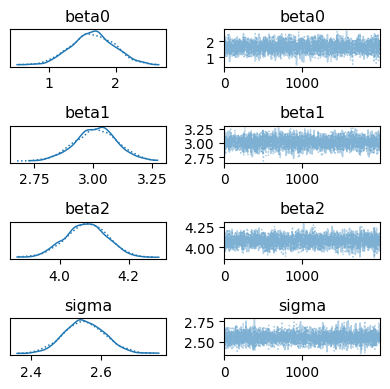 beta0 beta0
2
1
1 2 0 1000
beta1 beta1
3.25
3.00
2.75
2.75 3.00 3.25 0 1000
beta2 beta2
4.25
4.00
4.0 4.2 0 1000
sigma sigma
2.75
2.50
2.4 2.6 0 1000